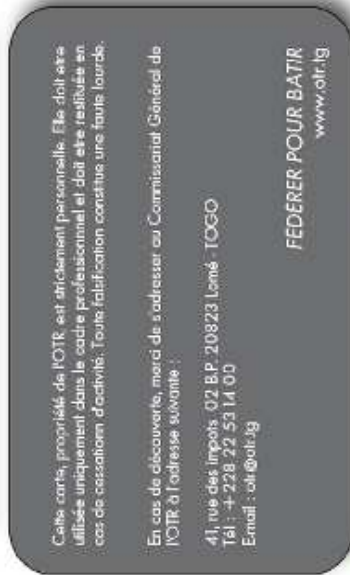 Cette carte, propriété de l'OTR, est strictement personnelle. Elle doit etre
utilisée uniquement dans le cadre professionnel et doit etre restituée en
cas de cessationn d'activité. Toute falsification constitue une faute lourde.
En cas de découverte, merci de s'adresser au Commissariat Général de
l'OTR à l'adresse suivante :
41, rue des impots 02 B.P. 20823 Lomé - TOGO
Tél : + 228 22 53 14 00
Email : otr@otr.tg
FEDERER POUR BATIR
www.otr.tg